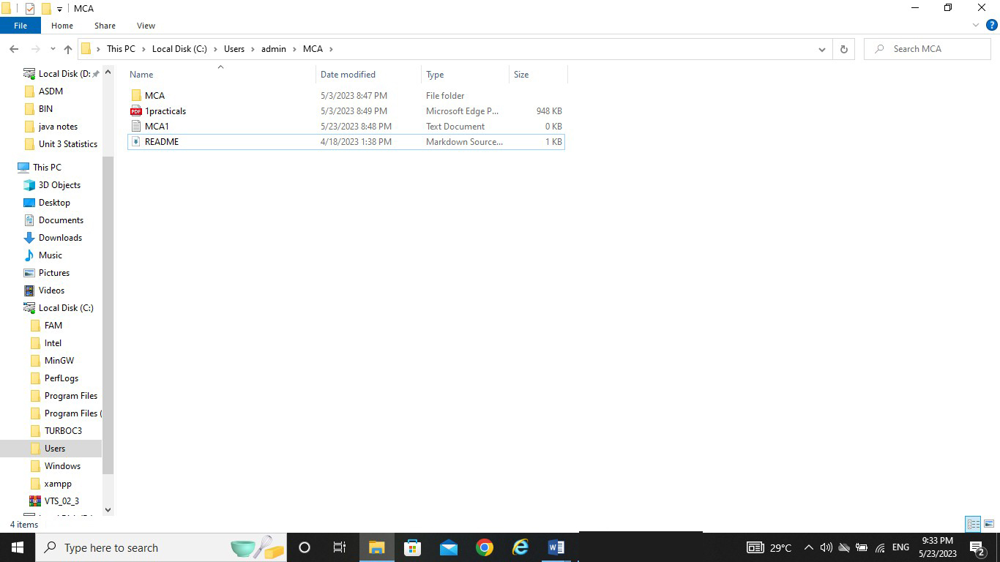 MCA
File Home Share View
This PC Local Disk (C:) Users admin MCA Search MCA
Name Date modified Type Size
MCA 5/3/2023 8:47 PM File folder
1practicals 5/3/2023 8:49 PM Microsoft Edge P... 948 KB
MCA1 5/23/2023 8:48 PM Text Document 0 KB
README 4/18/2023 1:38 PM Markdown Source... 1 KB
Local Disk (D:
ASDM
BIN
java notes
Unit 3 Statistics
This PC
3D Objects
Desktop
Documents
Downloads
Music
Pictures
Videos
Local Disk (C:)
FAM
Intel
MinGW
PerfLogs
Program Files
Program Files (
TURBOC3
Users
Windows
xampp
VTS_02_3
4 items
Type here to search
29°C ENG 9:33 PM
5/23/2023 2